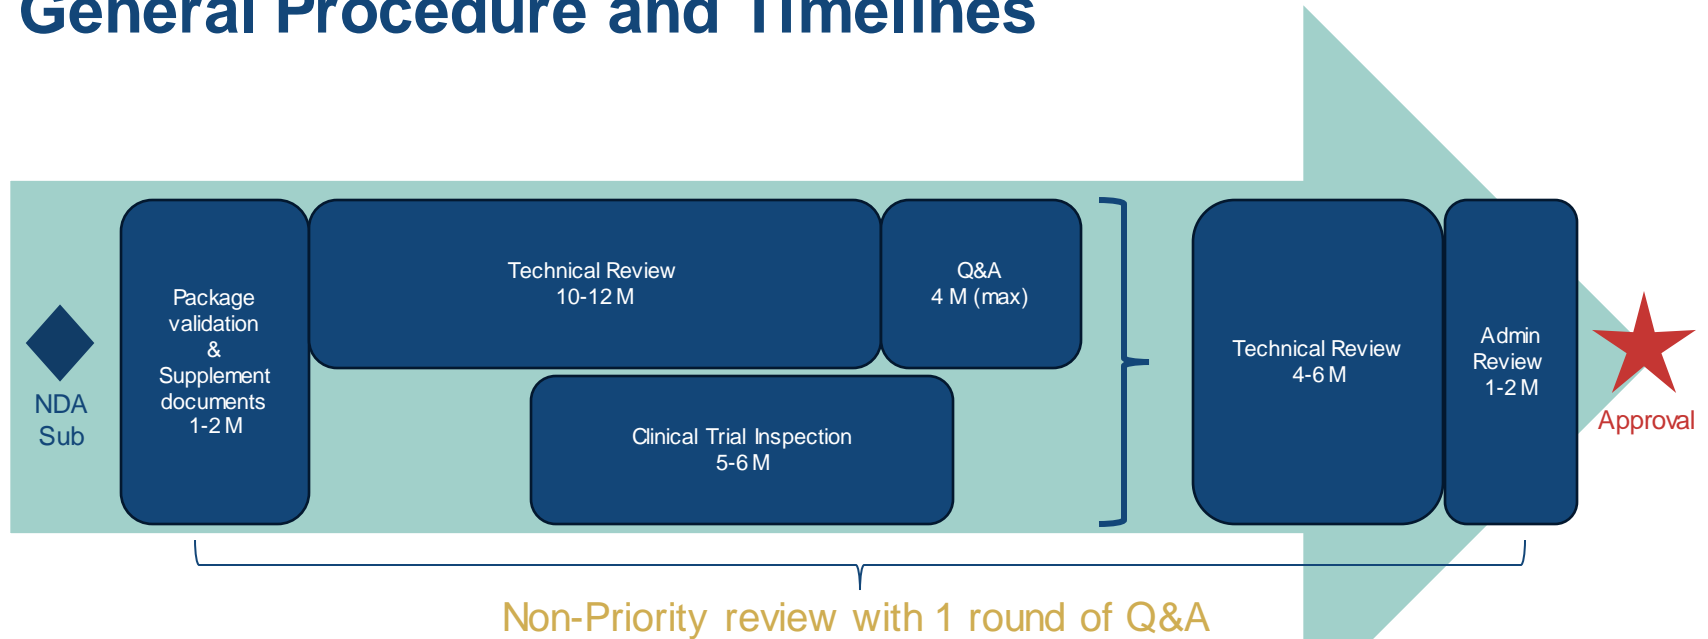 General Procedure and Timelines
NDA
Sub
Package
validation
&
Supplement
documents
1-2 M
Technical Review
10-12 M
Q&A
4 M (max)
Clinical Trial Inspection
5-6 M
Technical Review
4-6 M
Admin
Review
1-2 M
Approval
Non-Priority review with 1 round of Q&A